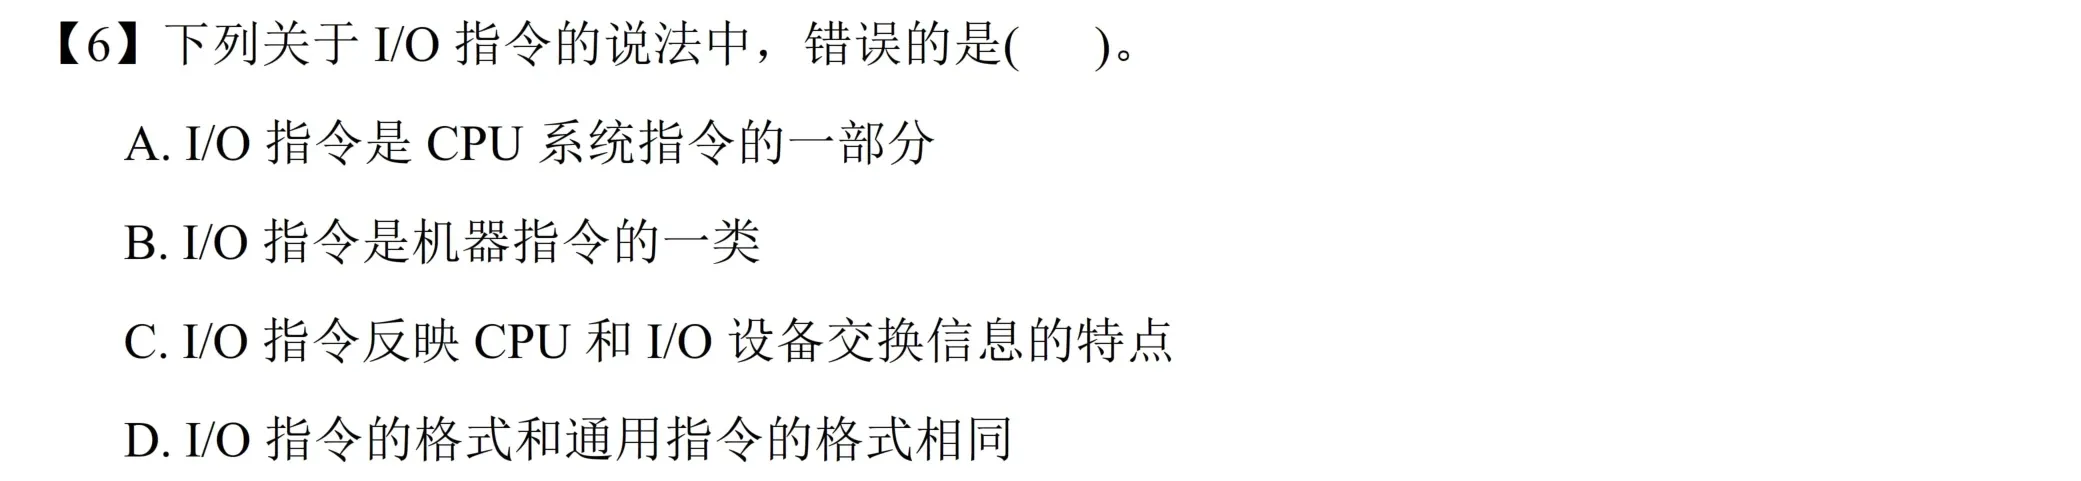 【6】下列关于 I/O 指令的说法中，错误的是(　　)。
A. I/O 指令是 CPU 系统指令的一部分
B. I/O 指令是机器指令的一类
C. I/O 指令反映 CPU 和 I/O 设备交换信息的特点
D. I/O 指令的格式和通用指令的格式相同